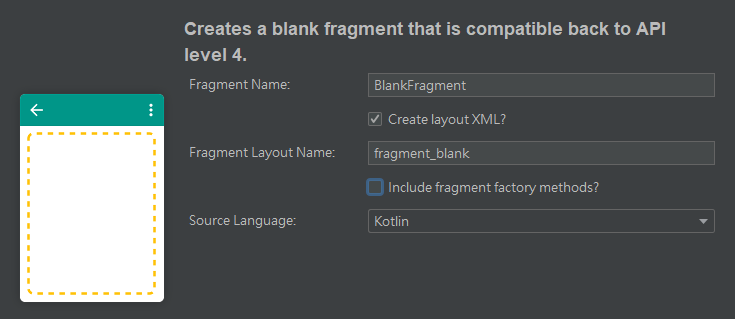 Creates a blank fragment that is compatible back to API
level 4.
Fragment Name:
BlankFragment
Create layout XML?
Fragment Layout Name:
fragment_blank
Include fragment factory methods?
Source Language:
Kotlin